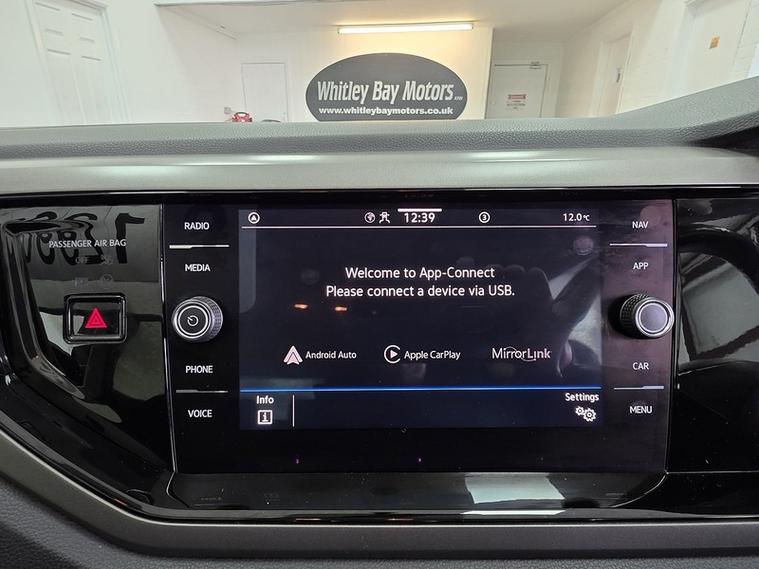 Whitley Bay Motors LTD
www.whitleybaymotors.co.uk
PASSENGER AIR BAG
RADIO
MEDIA
PHONE
VOICE
12:39
3
12.0°C
Welcome to App-Connect
Please connect a device via USB.
Android Auto
Apple CarPlay
MirrorLink
Info
Settings
NAV
APP
CAR
MENU